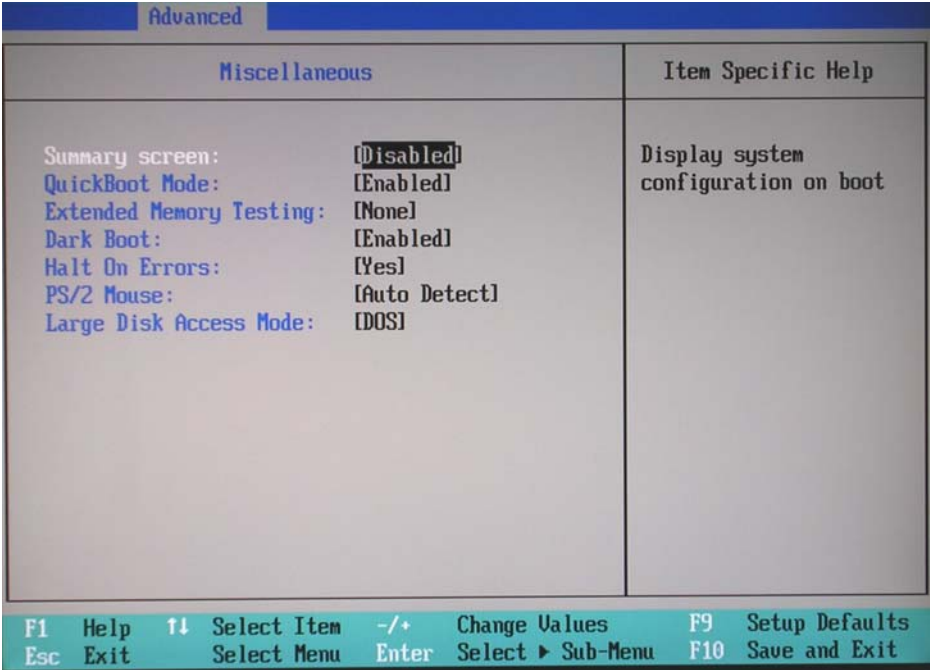 Advanced
Miscellaneous
Item Specific Help
Summary screen: [Disabled]
QuickBoot Mode: [Enabled]
Extended Memory Testing: [None]
Dark Boot: [Enabled]
Halt On Errors: [Yes]
PS/2 Mouse: [Auto Detect]
Large Disk Access Mode: [DOS]
Display system
configuration on boot
F1 Help ↑↓ Select Item -/+ Change Values F9 Setup Defaults
Esc Exit Select Menu Enter Select ▶ Sub-Menu F10 Save and Exit